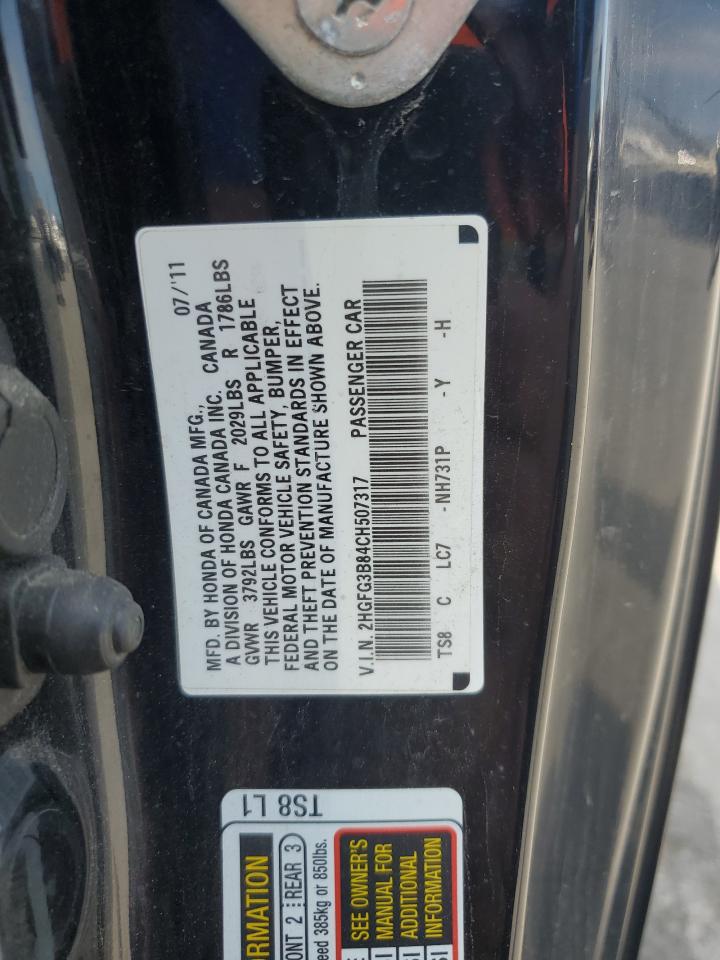 MFD. BY HONDA OF CANADA MFG., 07/'11
A DIVISION OF HONDA CANADA INC. CANADA
GVWR 3792LBS GAWR F 2029LBS R 1786LBS
THIS VEHICLE CONFORMS TO ALL APPLICABLE
FEDERAL MOTOR VEHICLE SAFETY, BUMPER,
AND THEFT PREVENTION STANDARDS IN EFFECT
ON THE DATE OF MANUFACTURE SHOWN ABOVE.
V.I.N. 2HGFG3B84CH507317 PASSENGER CAR
TS8 C LC7 -NH731P -Y -H
TS8 L1
2 REAR 3
385kg or 850lbs.
SEE OWNER'S
MANUAL FOR
ADDITIONAL
INFORMATION